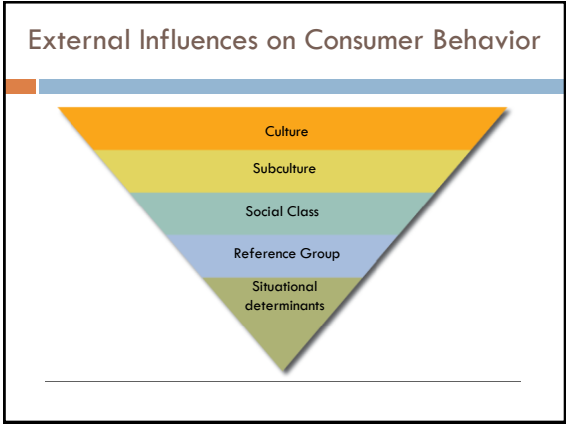 External Influences on Consumer Behavior
Culture
Subculture
Social Class
Reference Group
Situational
determinants